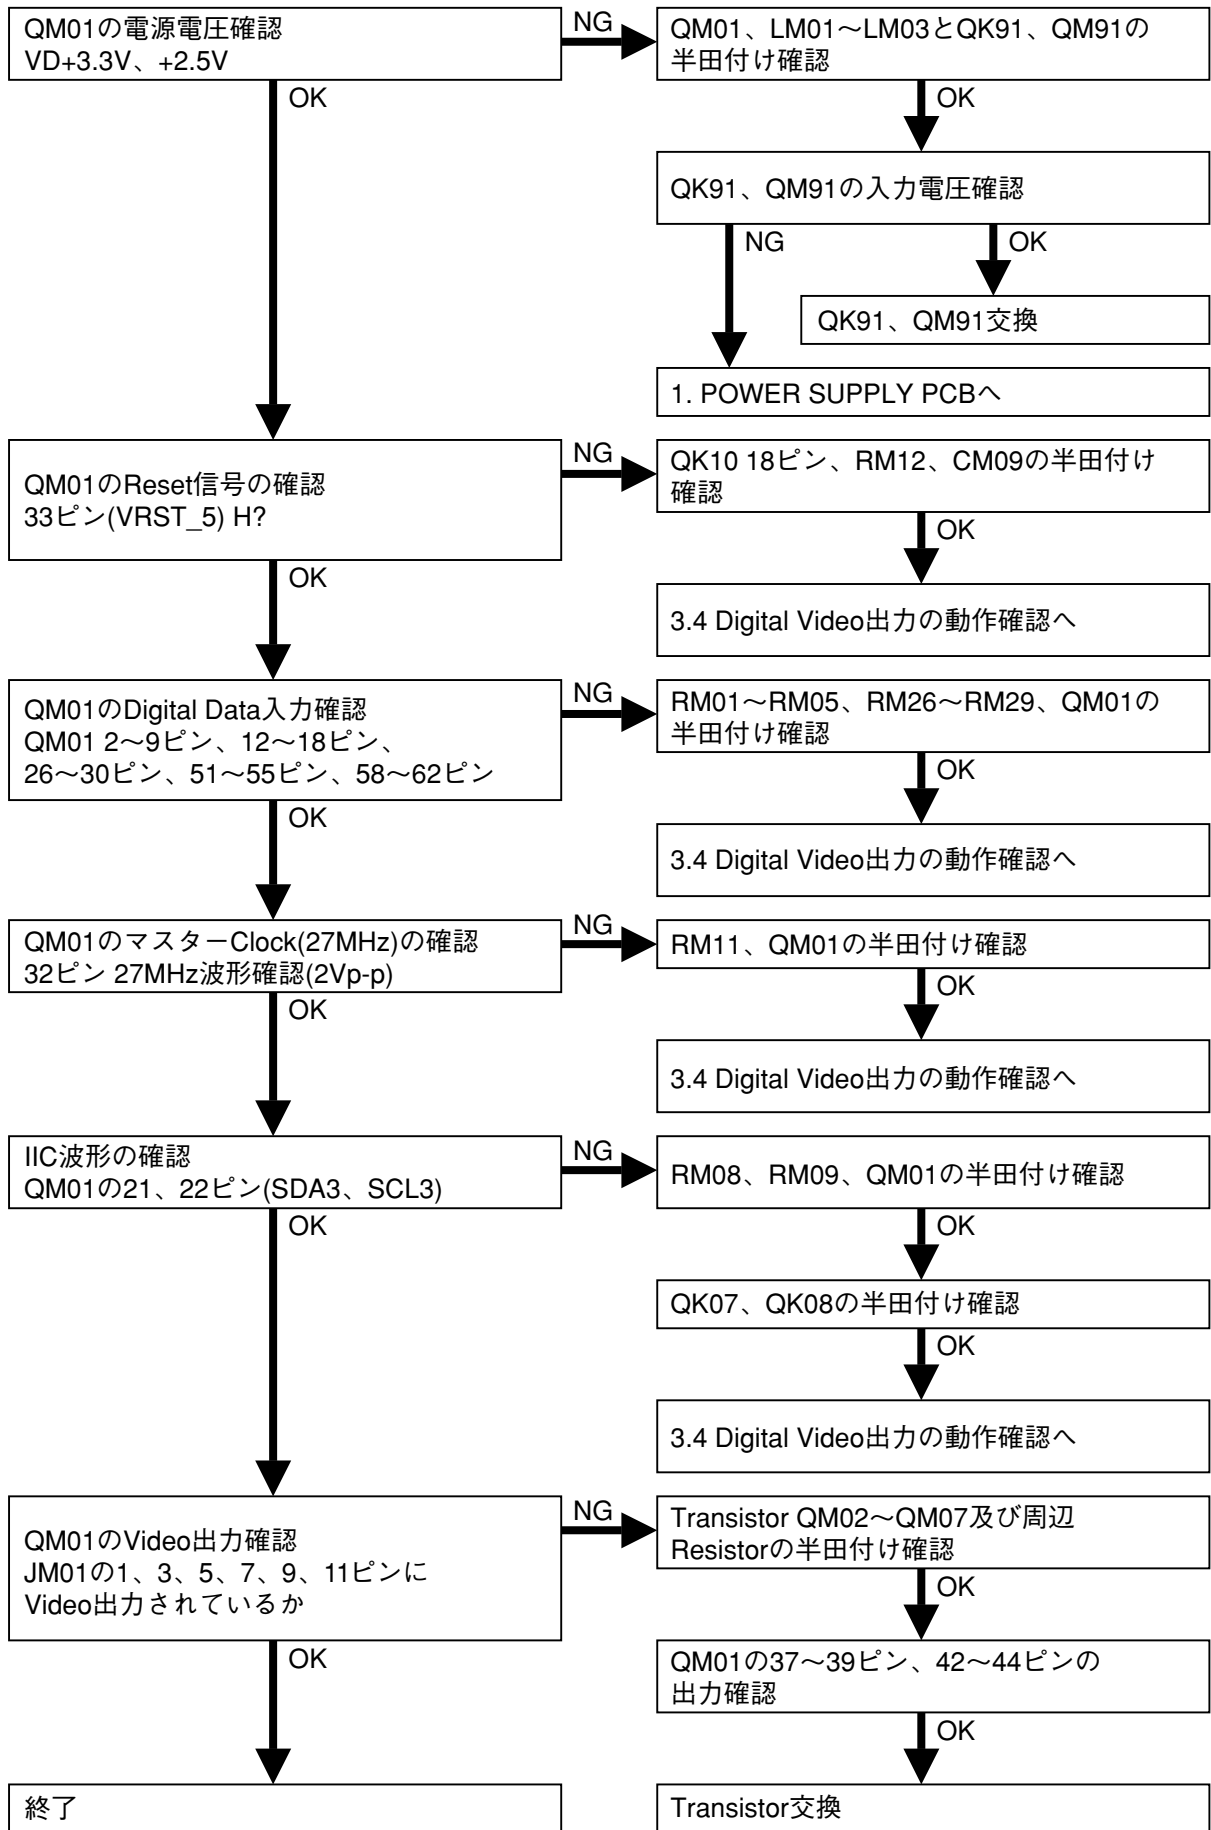 QM01の電源電圧確認
VD+3.3V、+2.5V
NG
QM01、LM01〜LM03とQK91、QM91の
半田付け確認
OK
OK
QK91、QM91の入力電圧確認
NG
OK
QK91、QM91交換
1. POWER SUPPLY PCBへ
QM01のReset信号の確認
33ピン(VRST_5) H?
NG
QK10 18ピン、RM12、CM09の半田付け
確認
OK
OK
3.4 Digital Video出力の動作確認へ
QM01のDigital Data入力確認
QM01 2〜9ピン、12〜18ピン、
26〜30ピン、51〜55ピン、58〜62ピン
NG
RM01〜RM05、RM26〜RM29、QM01の
半田付け確認
OK
OK
3.4 Digital Video出力の動作確認へ
QM01のマスターClock(27MHz)の確認
32ピン 27MHz波形確認(2Vp-p)
NG
RM11、QM01の半田付け確認
OK
OK
3.4 Digital Video出力の動作確認へ
IIC波形の確認
QM01の21、22ピン(SDA3、SCL3)
NG
RM08、RM09、QM01の半田付け確認
OK
OK
QK07、QK08の半田付け確認
OK
3.4 Digital Video出力の動作確認へ
QM01のVideo出力確認
JM01の1、3、5、7、9、11ピンに
Video出力されているか
NG
Transistor QM02〜QM07及び周辺
Resistorの半田付け確認
OK
OK
QM01の37〜39ピン、42〜44ピンの
出力確認
OK
終了
Transistor交換